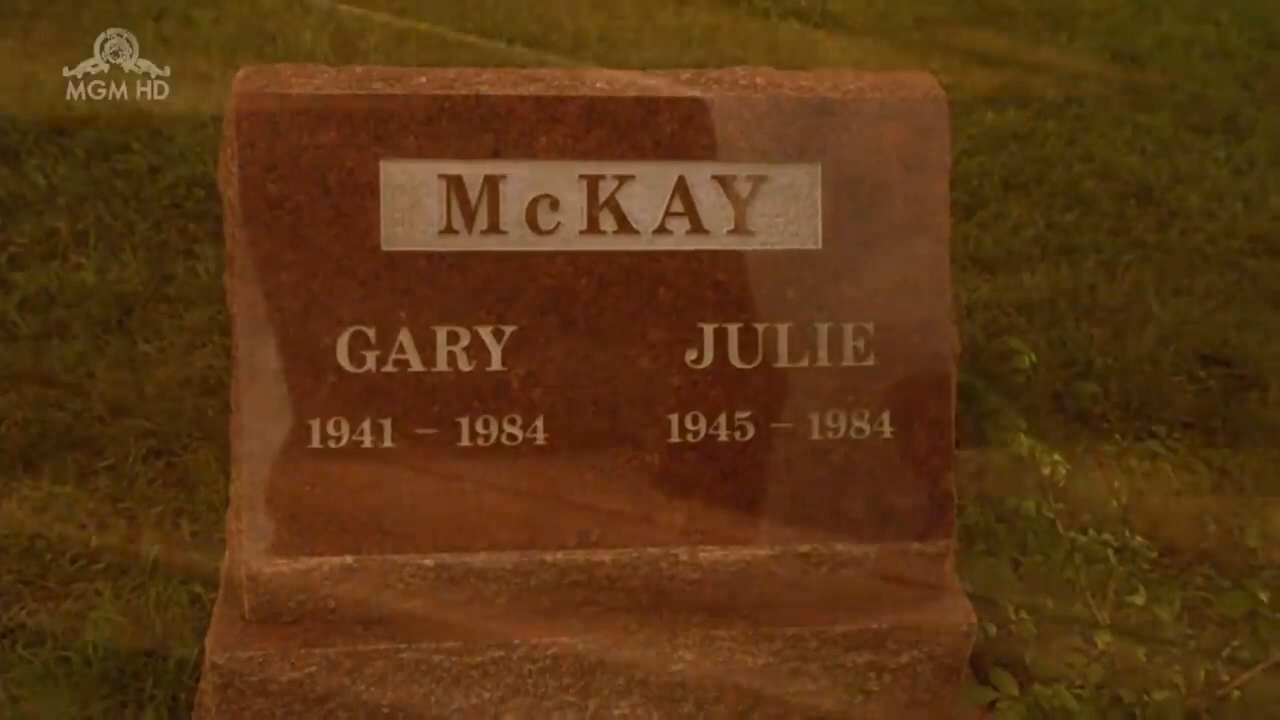 MGM HD
McKAY
GARY JULIE
1941 – 1984 1945 – 1984